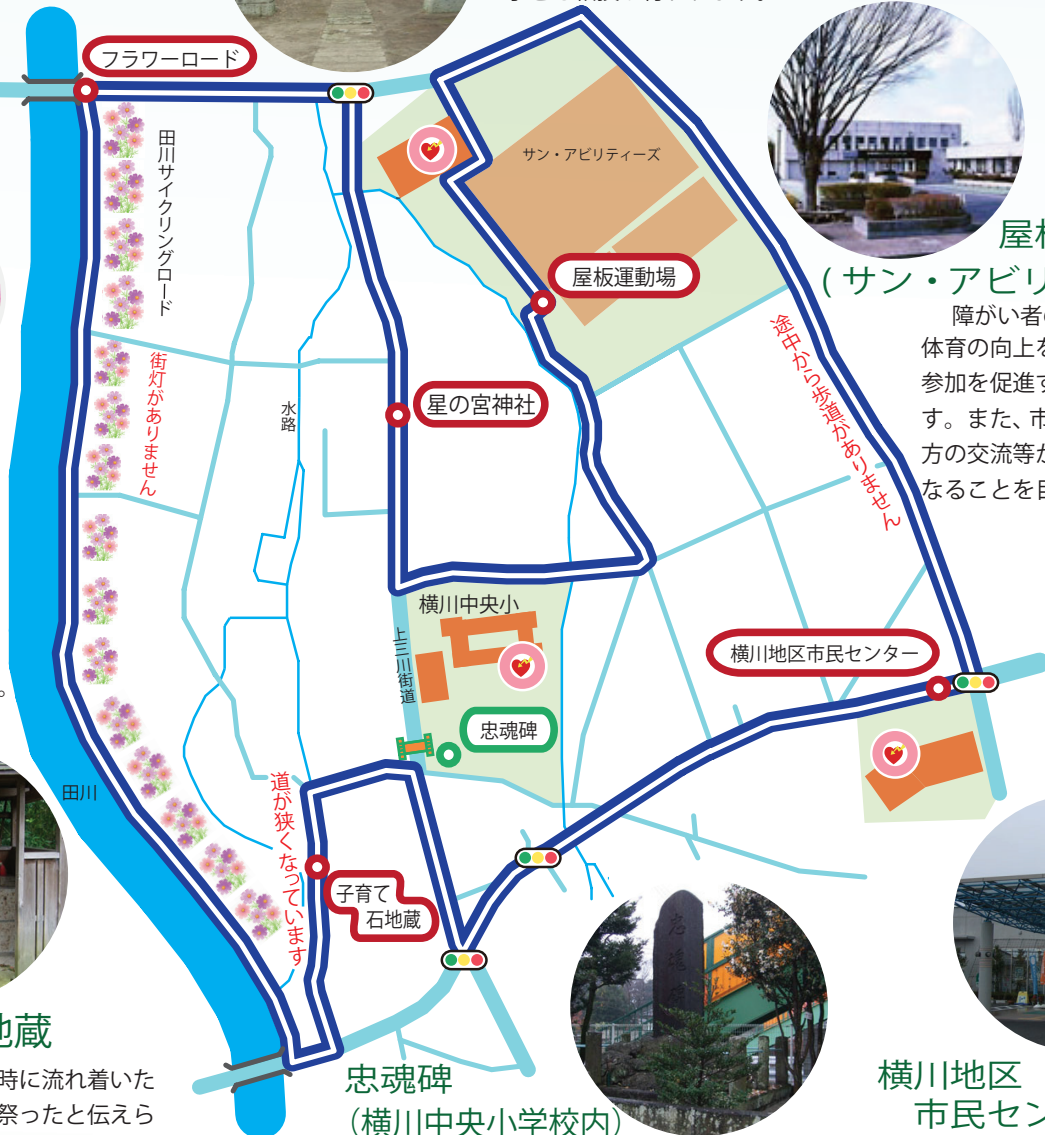 フラワーロード
田川サイクリングロード
サン・アビリティーズ
屋板運動場
屋板
(サン・アビリ
障がい者の
体育の向上を
参加を促進す
す。また、市
方の交流等が
なることを目
途中から歩道がありません
街灯がありません
水路
星の宮神社
横川中央小
上三川街道
横川地区市民センター
忠魂碑
。
田川
道が狭くなっています
子育て
石地蔵
忠魂碑
地蔵
時に流れ着いた
祭ったと伝えら
忠魂碑
(横川中央小学校内)
横川地区
市民セン